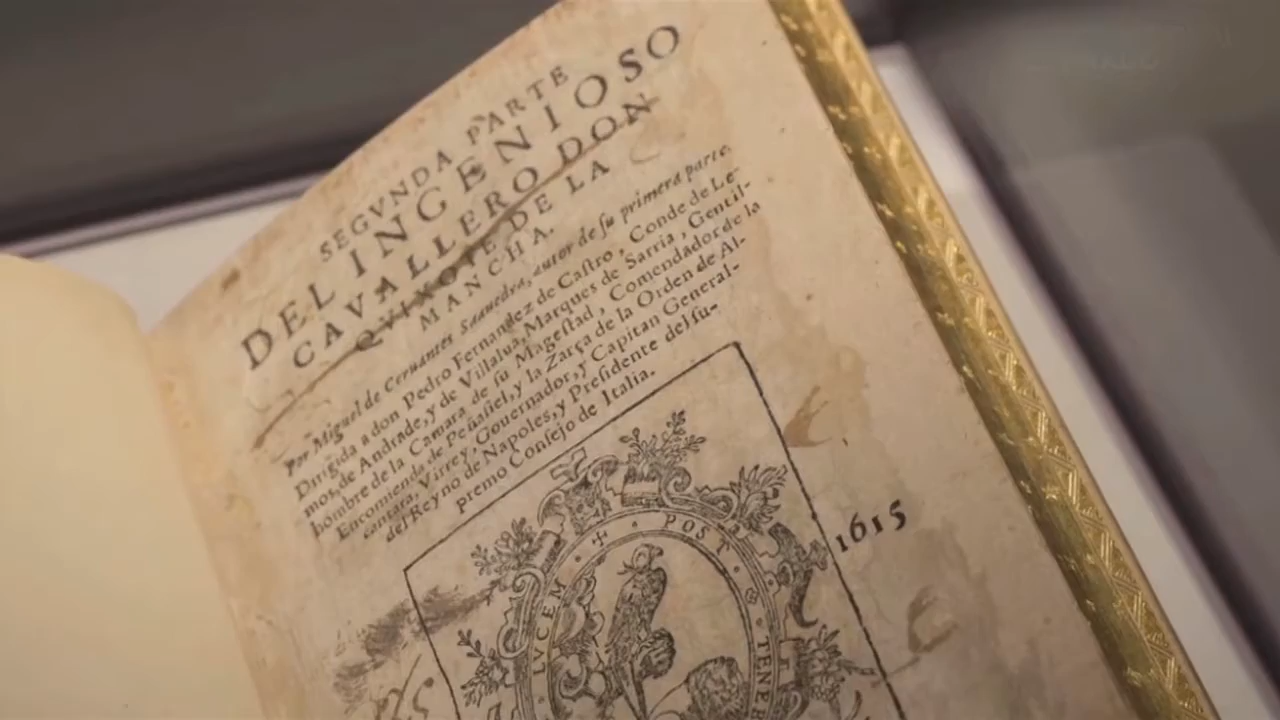 SEGVNDA PARTE
DEL INGENIOSO
CAVALLERO DON
QVIXOTE DE LA
MANCHA.
Por Miguel de Ceruantes Saauedra, autor de ſu primera parte.
Dirigida a don Pedro Fernandez de Caſtro, Conde de Le-
mos, de Andrade, y de Villalua, Marques de Sarria, Gentil-
hombre de la Camara de ſu Mageſtad, Comendador de la
Encomienda de Peñafiel, y la Zarça de la Orden de Al-
cantara, Virrey, Gouernador, y Capitan General
del Reyno de Napoles, y Preſidente del ſu-
premo Conſejo de Italia.
1615
POST
LVCEM
TENEB